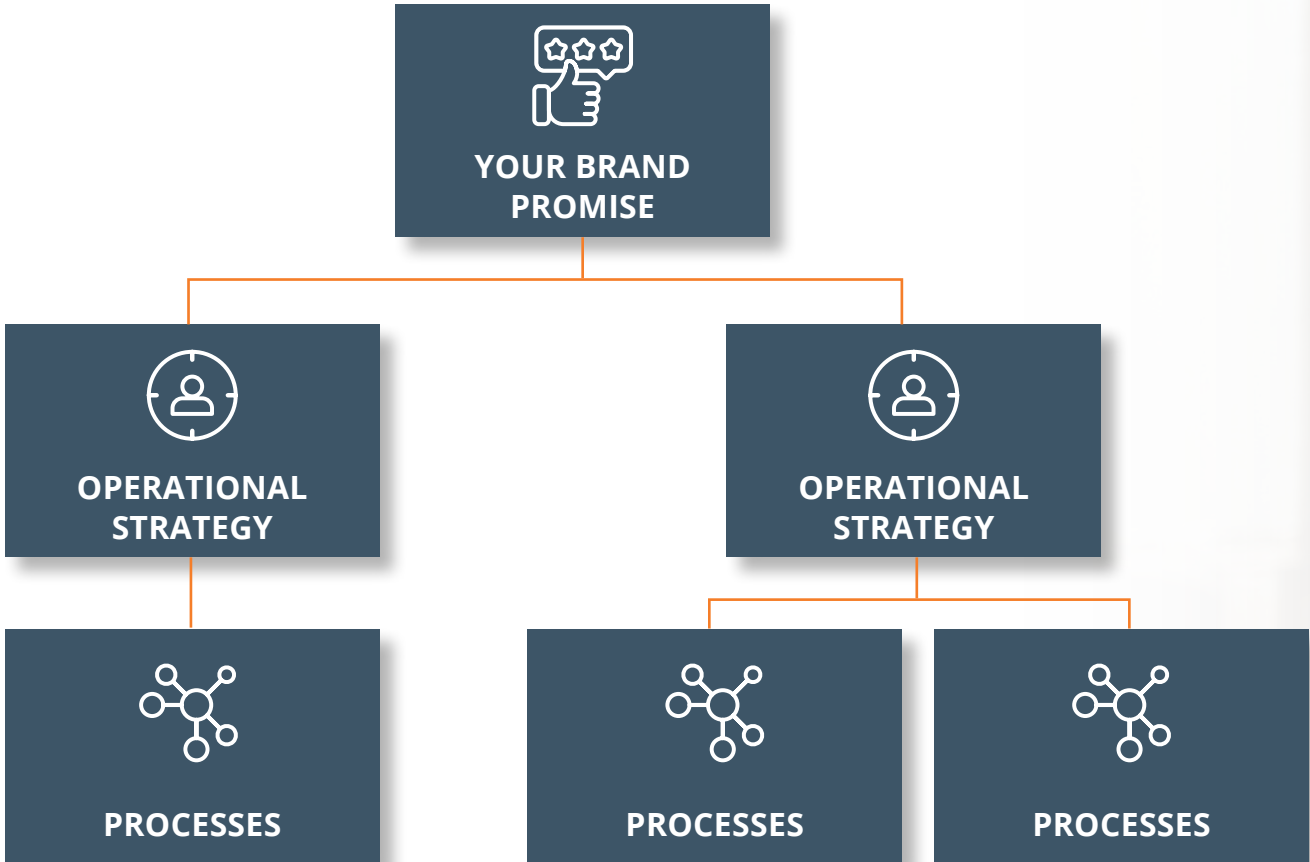 YOUR BRAND
PROMISE
OPERATIONAL
STRATEGY
OPERATIONAL
STRATEGY
PROCESSES
PROCESSES
PROCESSES